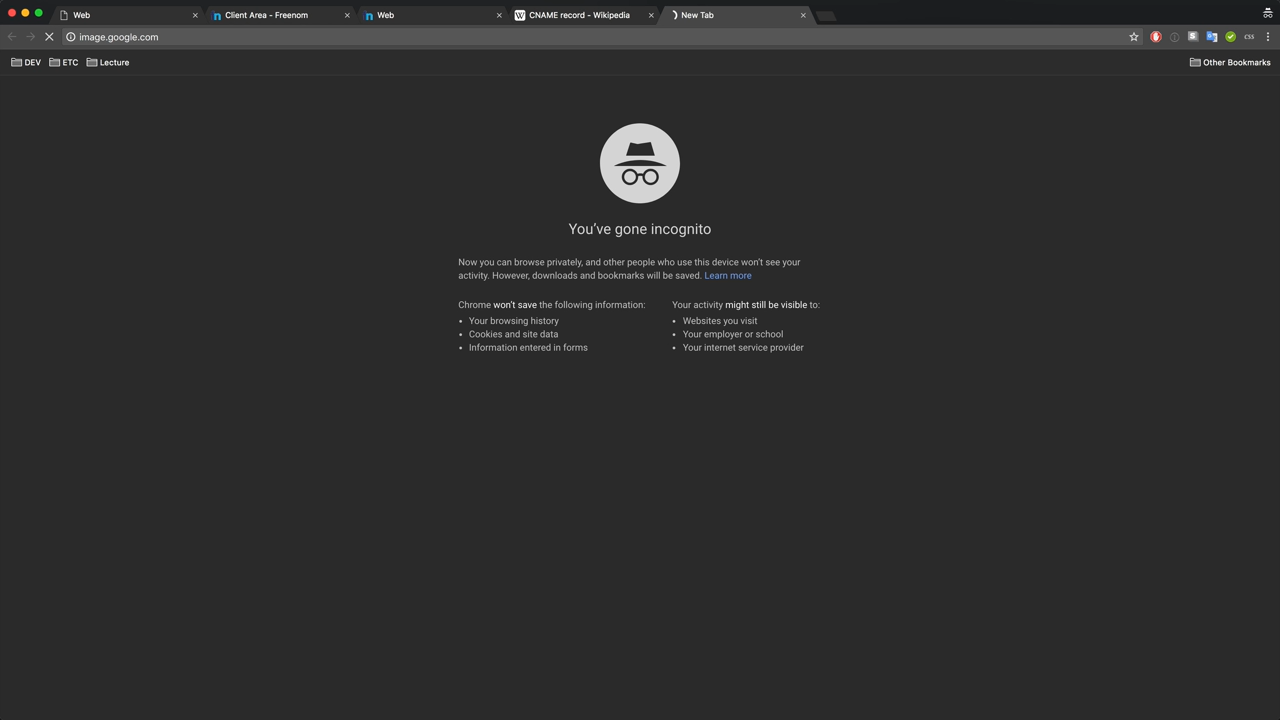 Web
Client Area - Freenom
Web
CNAME record - Wikipedia
New Tab
image.google.com
CSS
DEV
ETC
Lecture
Other Bookmarks
You've gone incognito
Now you can browse privately, and other people who use this device won't see your
activity. However, downloads and bookmarks will be saved. Learn more
Chrome won't save the following information:
• Your browsing history
• Cookies and site data
• Information entered in forms
Your activity might still be visible to:
• Websites you visit
• Your employer or school
• Your internet service provider